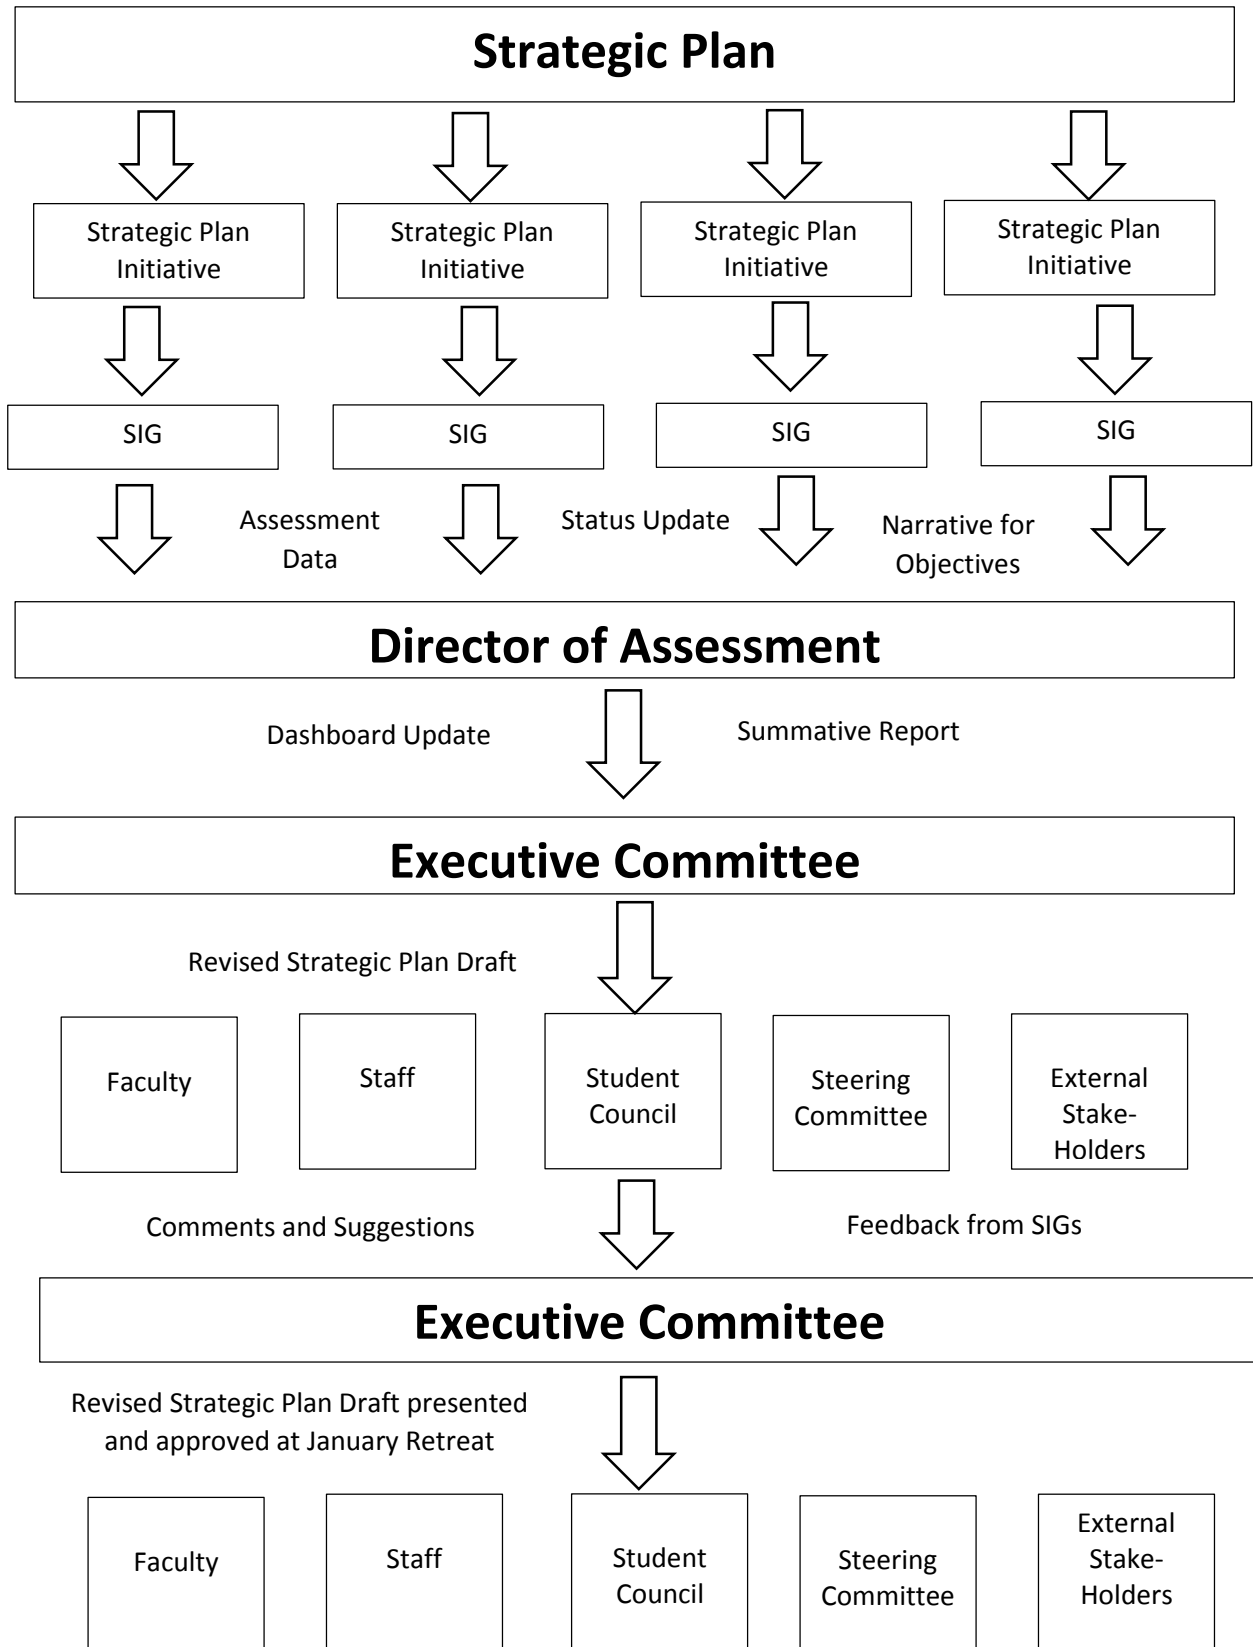 Strategic Plan
Strategic Plan
Initiative
Strategic Plan
Initiative
Strategic Plan
Initiative
Strategic Plan
Initiative
SIG
SIG
SIG
SIG
Assessment
Data
Status Update
Narrative for
Objectives
Director of Assessment
Dashboard Update
Summative Report
Executive Committee
Revised Strategic Plan Draft
Faculty
Staff
Student
Council
Steering
Committee
External
Stake-
Holders
Comments and Suggestions
Feedback from SIGs
Executive Committee
Revised Strategic Plan Draft presented
and approved at January Retreat
Faculty
Staff
Student
Council
Steering
Committee
External
Stake-
Holders